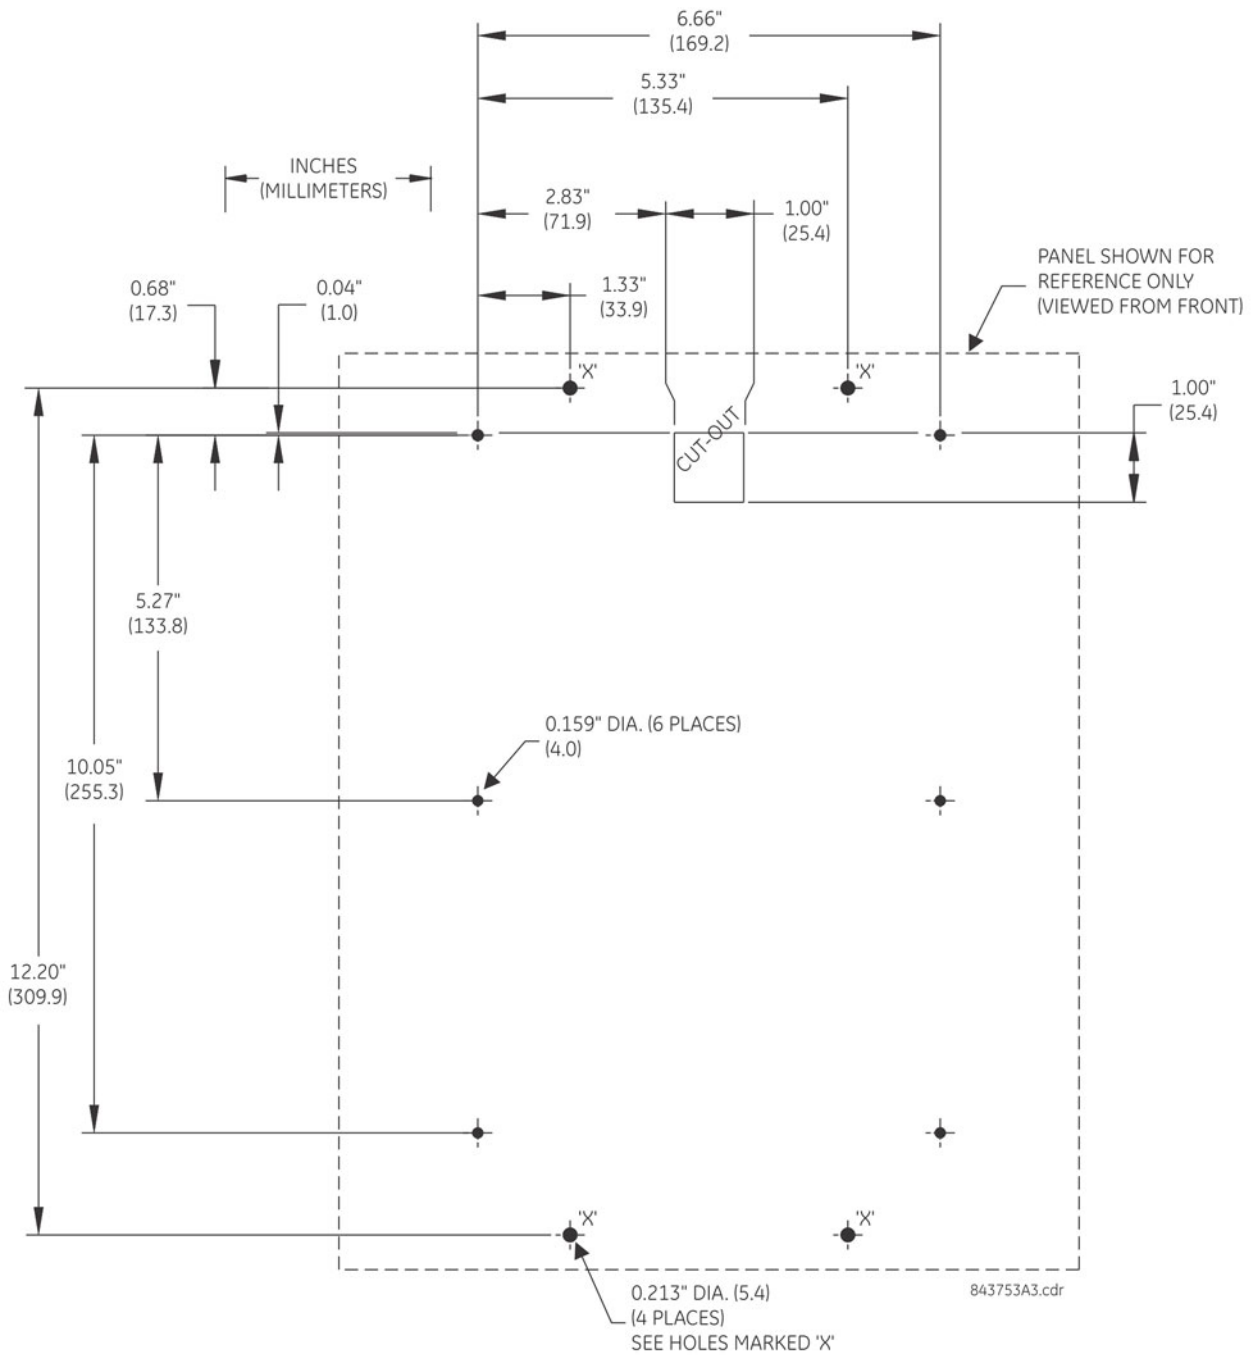 6.66"
(169.2)
5.33"
(135.4)
INCHES
(MILLIMETERS)
2.83"
(71.9)
1.00"
(25.4)
PANEL SHOWN FOR
REFERENCE ONLY
(VIEWED FROM FRONT)
0.68"
(17.3)
0.04"
(1.0)
1.33"
(33.9)
'X'
'X'
1.00"
(25.4)
CUT-OUT
5.27"
(133.8)
0.159" DIA. (6 PLACES)
(4.0)
10.05"
(255.3)
12.20"
(309.9)
'X'
'X'
0.213" DIA. (5.4)
(4 PLACES)
SEE HOLES MARKED 'X'
843753A3.cdr